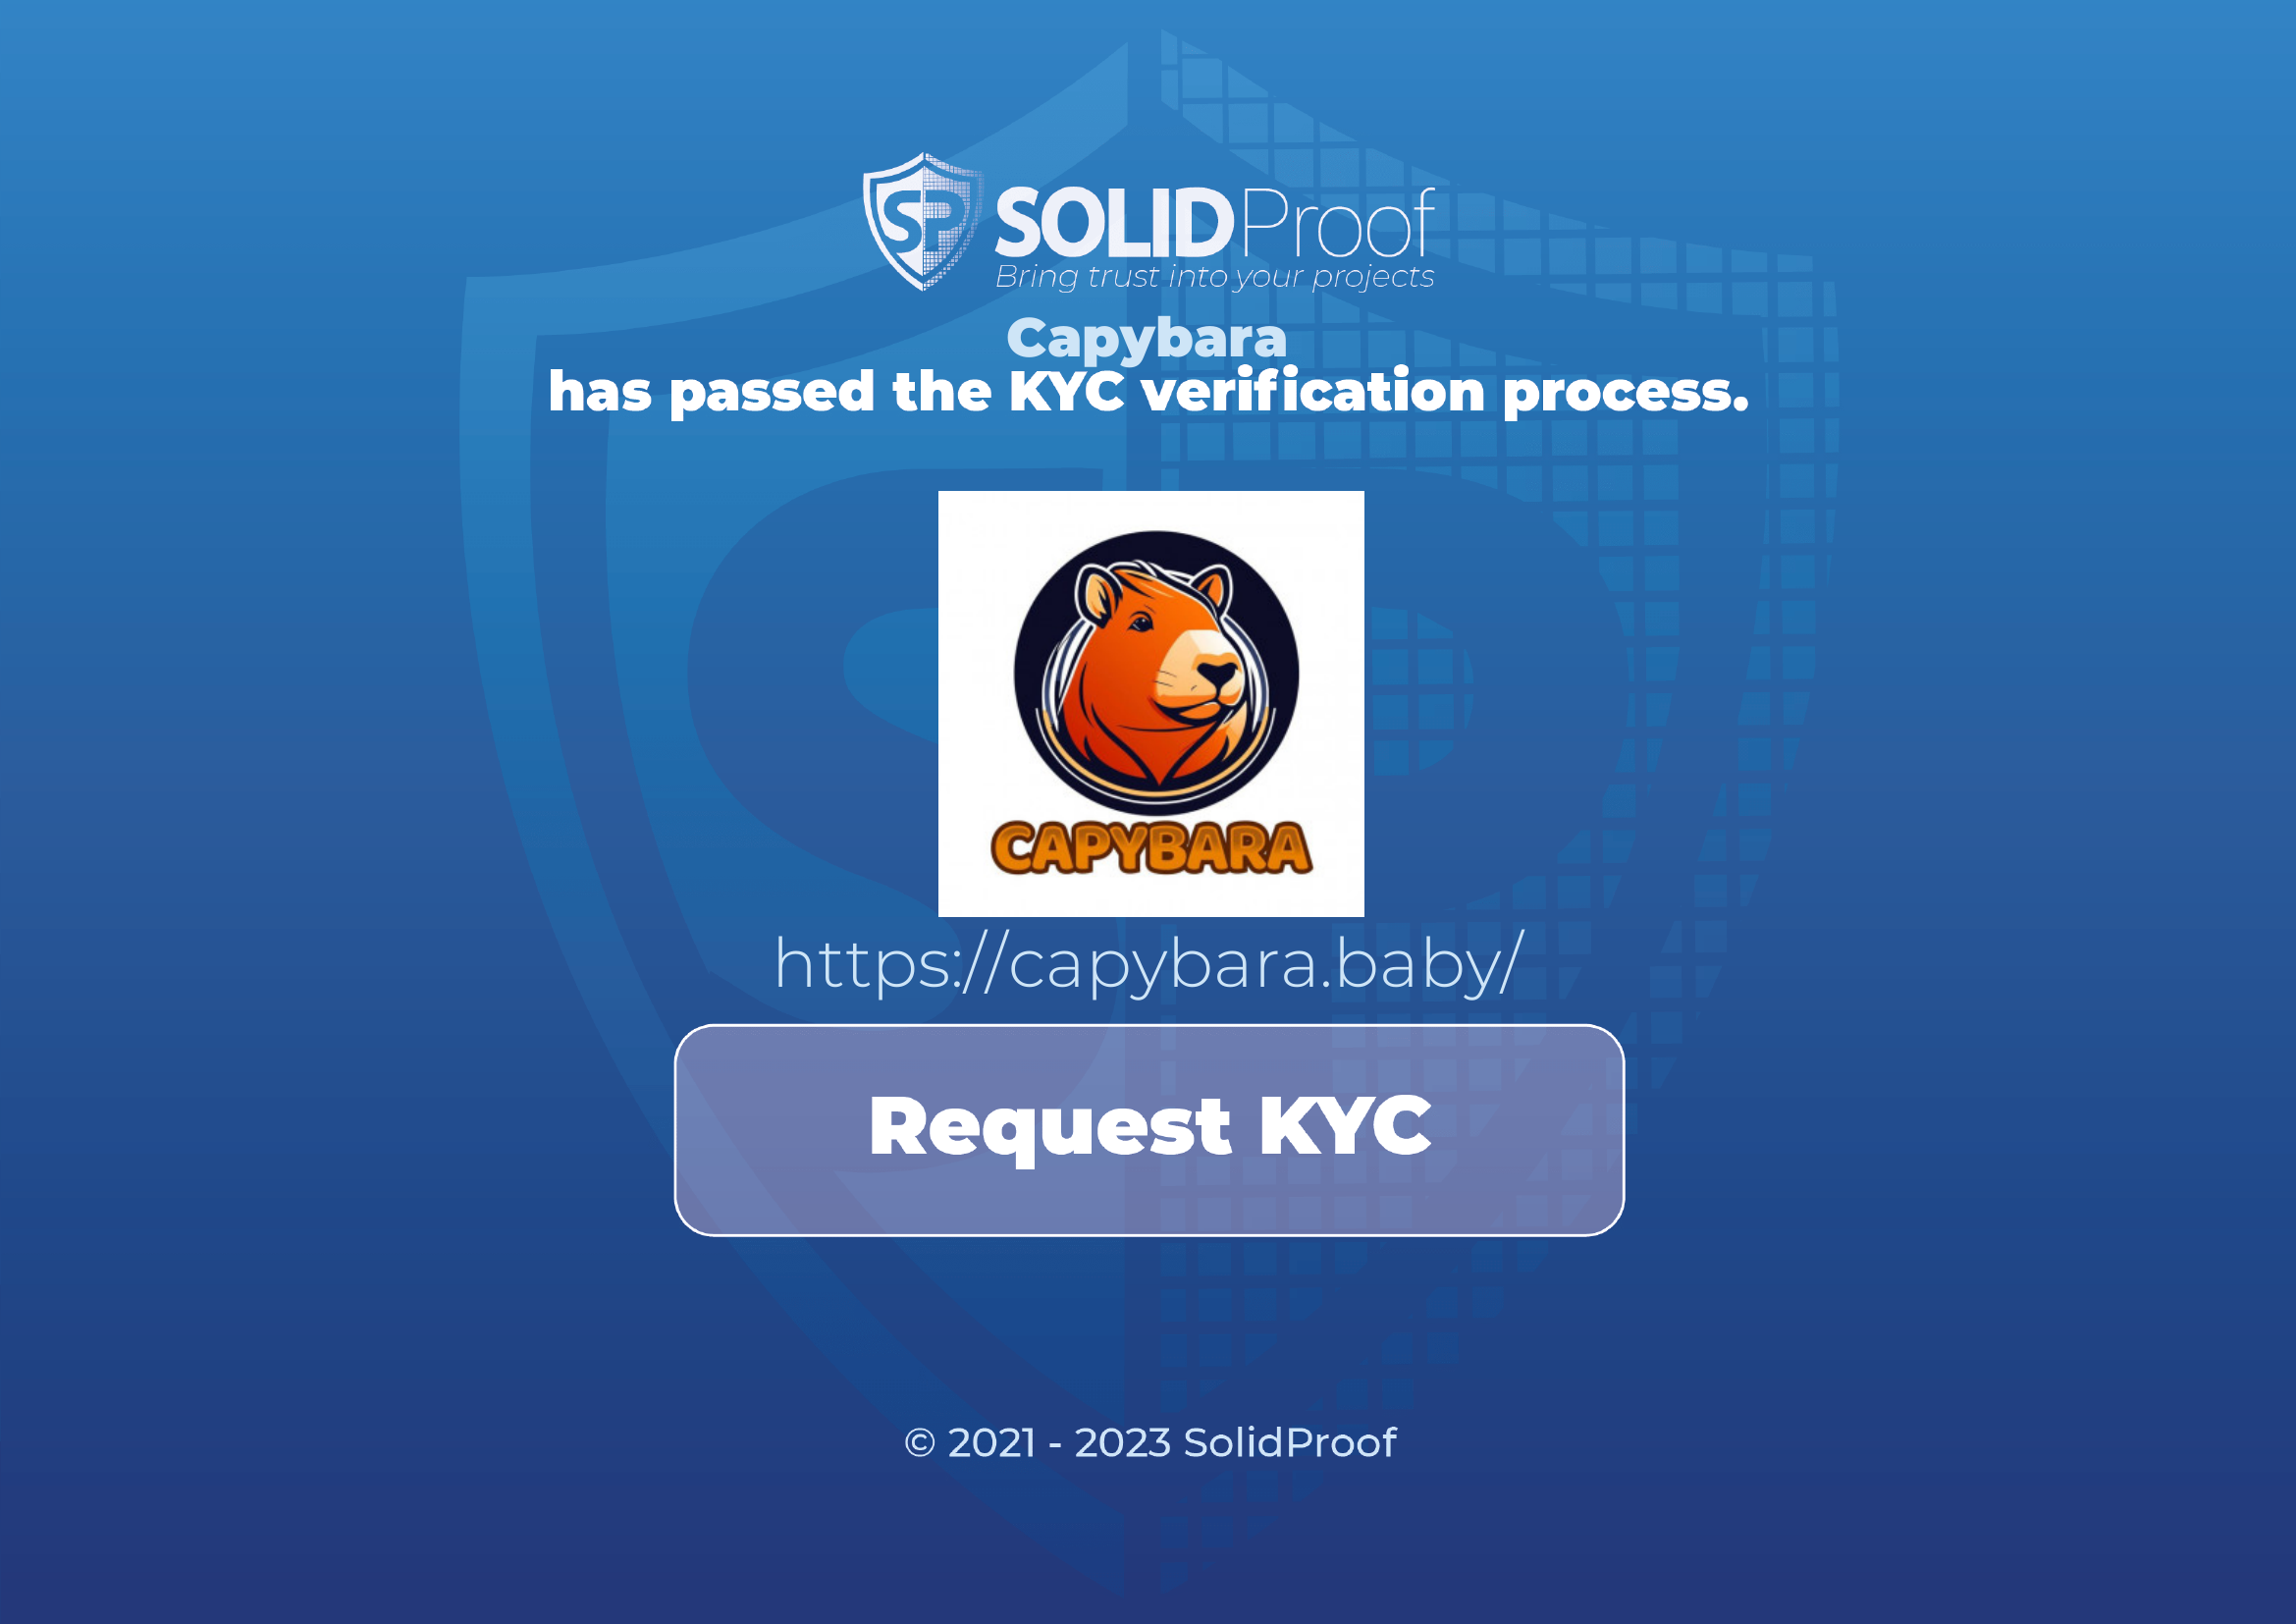 SP
SOLIDProof
Bring trust into your projects
Capybara
has passed the KYC verification process.
CAPYBARA
https://capybara.baby/
Request KYC
© 2021 - 2023 SolidProof